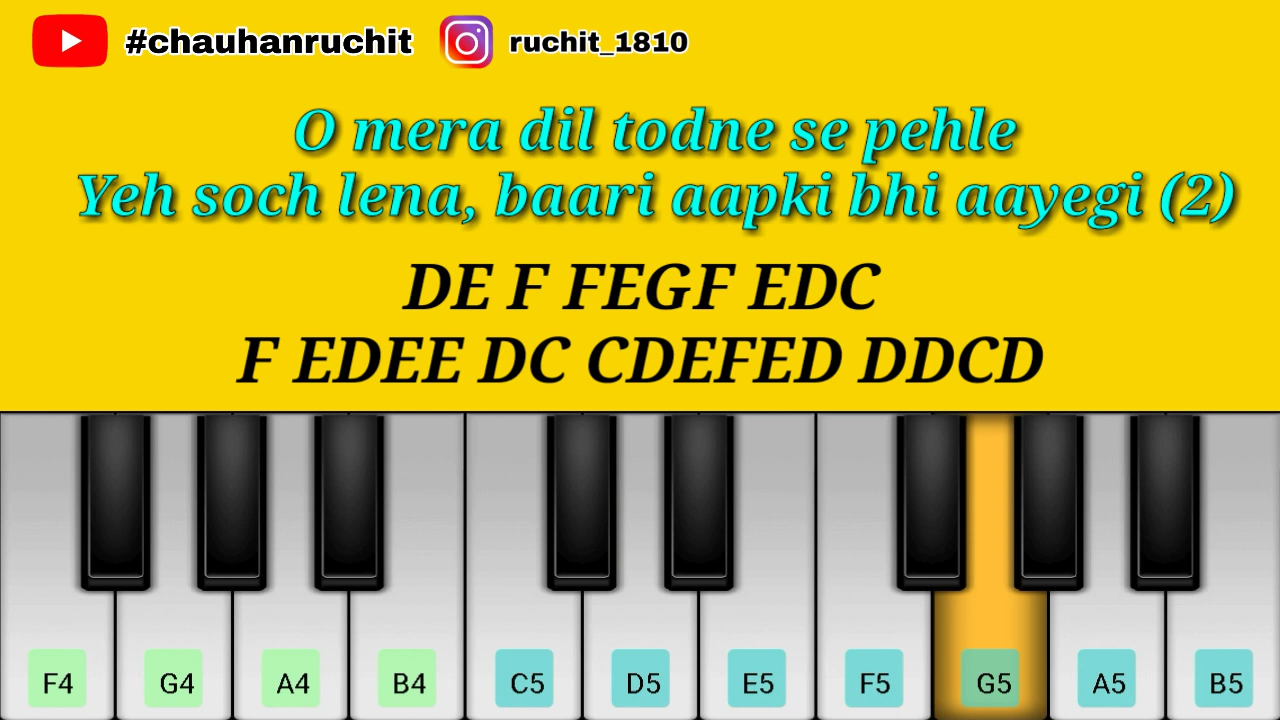 #chauhanruchit ruchit_1810
O mera dil todne se pehle
Yeh soch lena, baari aapki bhi aayegi (2)
DE F FEGF EDC
F EDEE DC CDEFED DDCD
F4 G4 A4 B4 C5 D5 E5 F5 G5 A5 B5